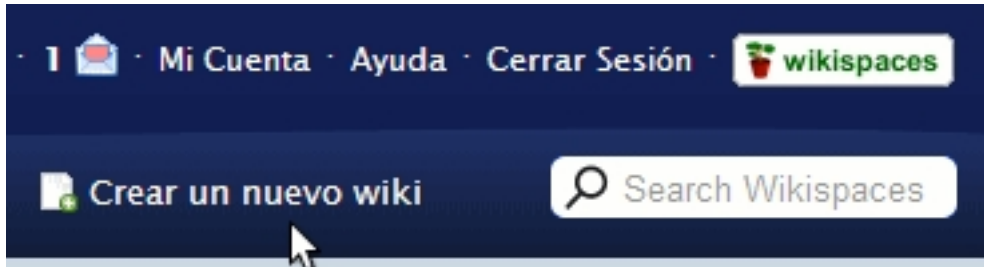 · 1 · Mi Cuenta · Ayuda · Cerrar Sesión · wikispaces
Crear un nuevo wiki Search Wikispaces